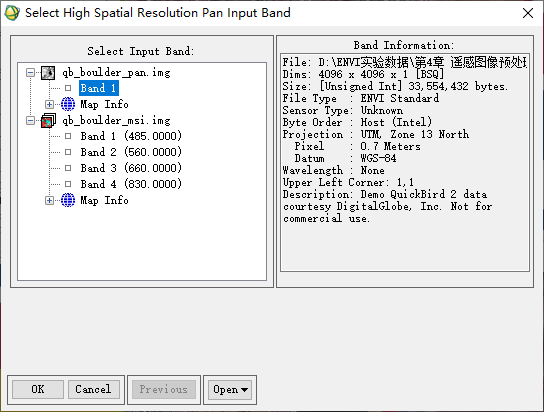 Select High Spatial Resolution Pan Input Band
Select Input Band:
qb_boulder_pan.img
Band 1
Map Info
qb_boulder_msi.img
Band 1 (485.0000)
Band 2 (560.0000)
Band 3 (660.0000)
Band 4 (830.0000)
Map Info
Band Information:
File: D:\ENVI实验数据\第4章 遥感图像预处
Dims: 4096 x 4096 x 1 [BSQ]
Size: [Unsigned Int] 33,554,432 bytes.
File Type : ENVI Standard
Sensor Type: Unknown
Byte Order : Host (Intel)
Projection : UTM, Zone 13 North
Pixel : 0.7 Meters
Datum : WGS-84
Wavelength : None
Upper Left Corner: 1,1
Description: Demo QuickBird 2 data
courtesy DigitalGlobe, Inc. Not for
commercial use.
OK
Cancel
Previous
Open